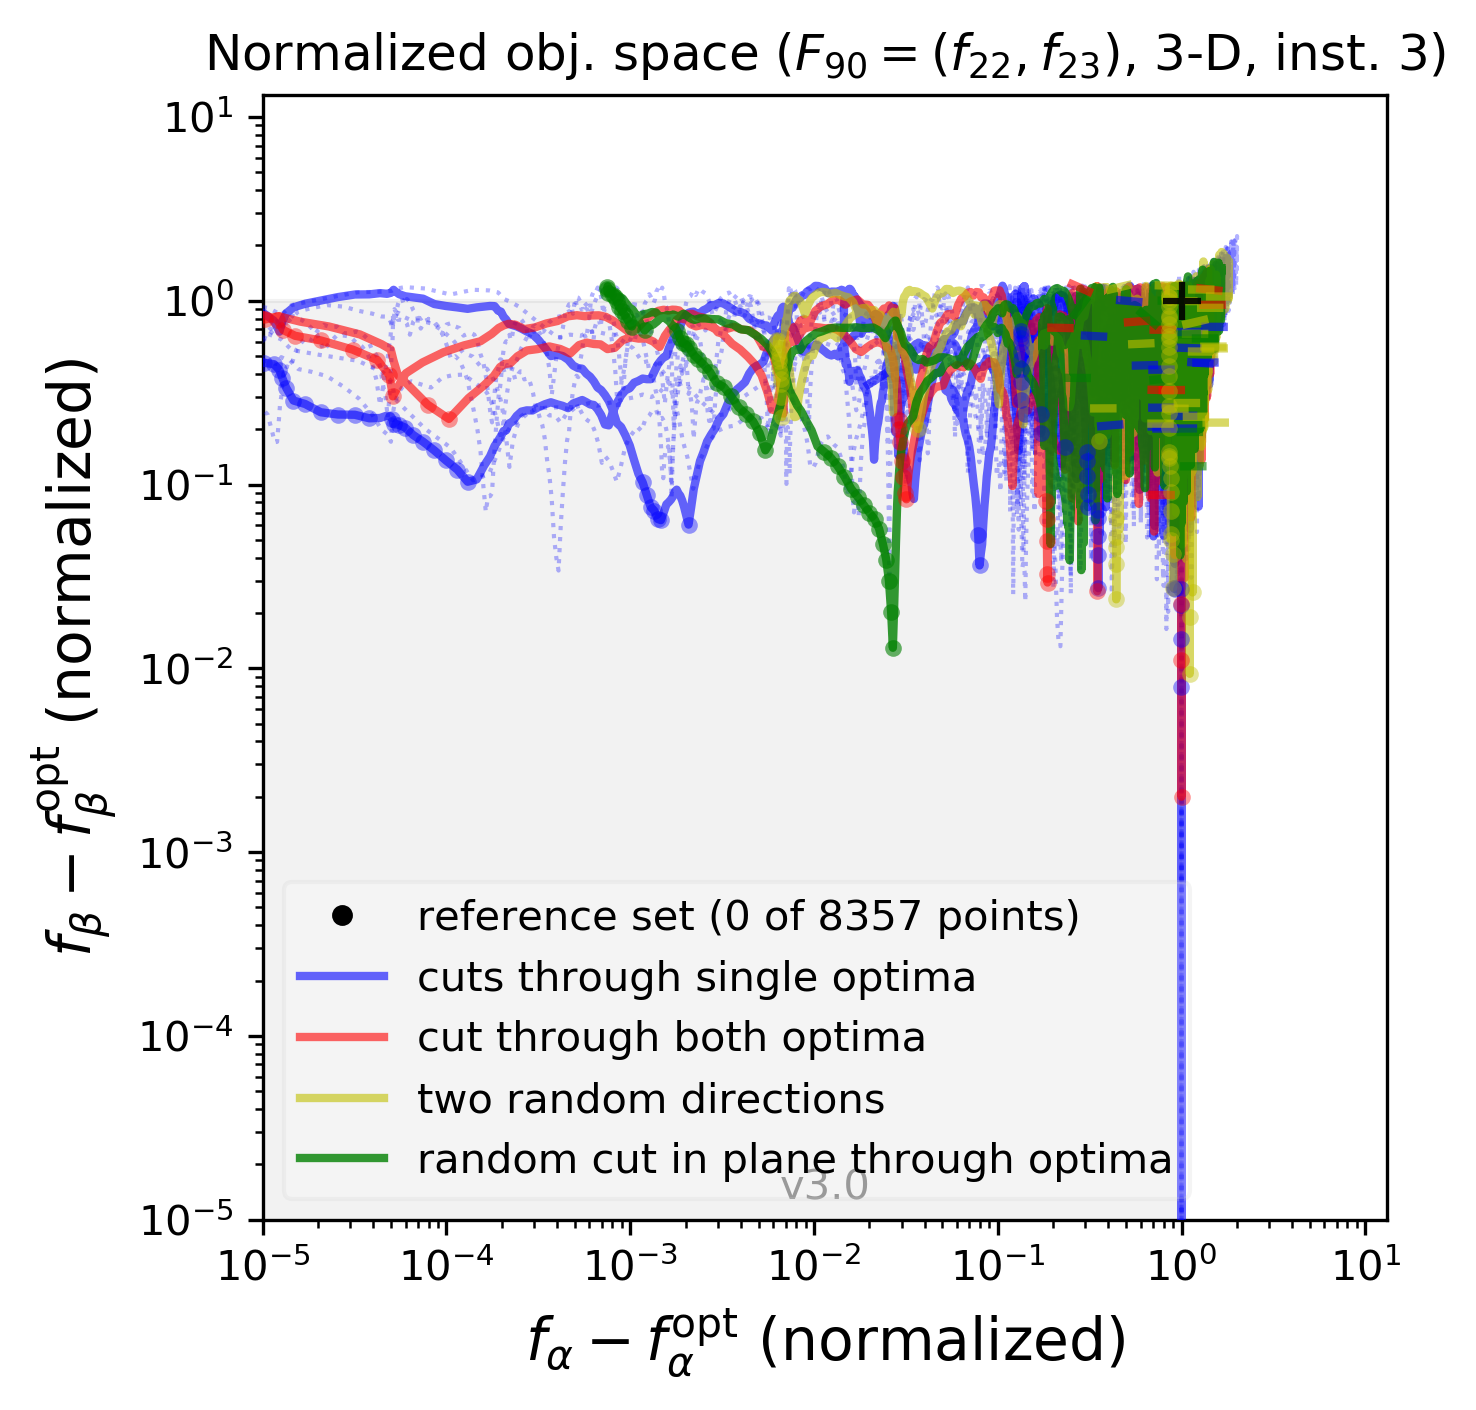 Normalized obj. space (F₉₀ = (f₂₂, f₂₃), 3-D, inst. 3)
10¹
10⁰
10⁻¹
10⁻²
10⁻³
10⁻⁴
10⁻⁵
f_β − f_β^opt (normalized)
reference set (0 of 8357 points)
cuts through single optima
cut through both optima
two random directions
random cut in plane through optima
v3.0
10⁻⁵ 10⁻⁴ 10⁻³ 10⁻² 10⁻¹ 10⁰ 10¹
f_α − f_α^opt (normalized)